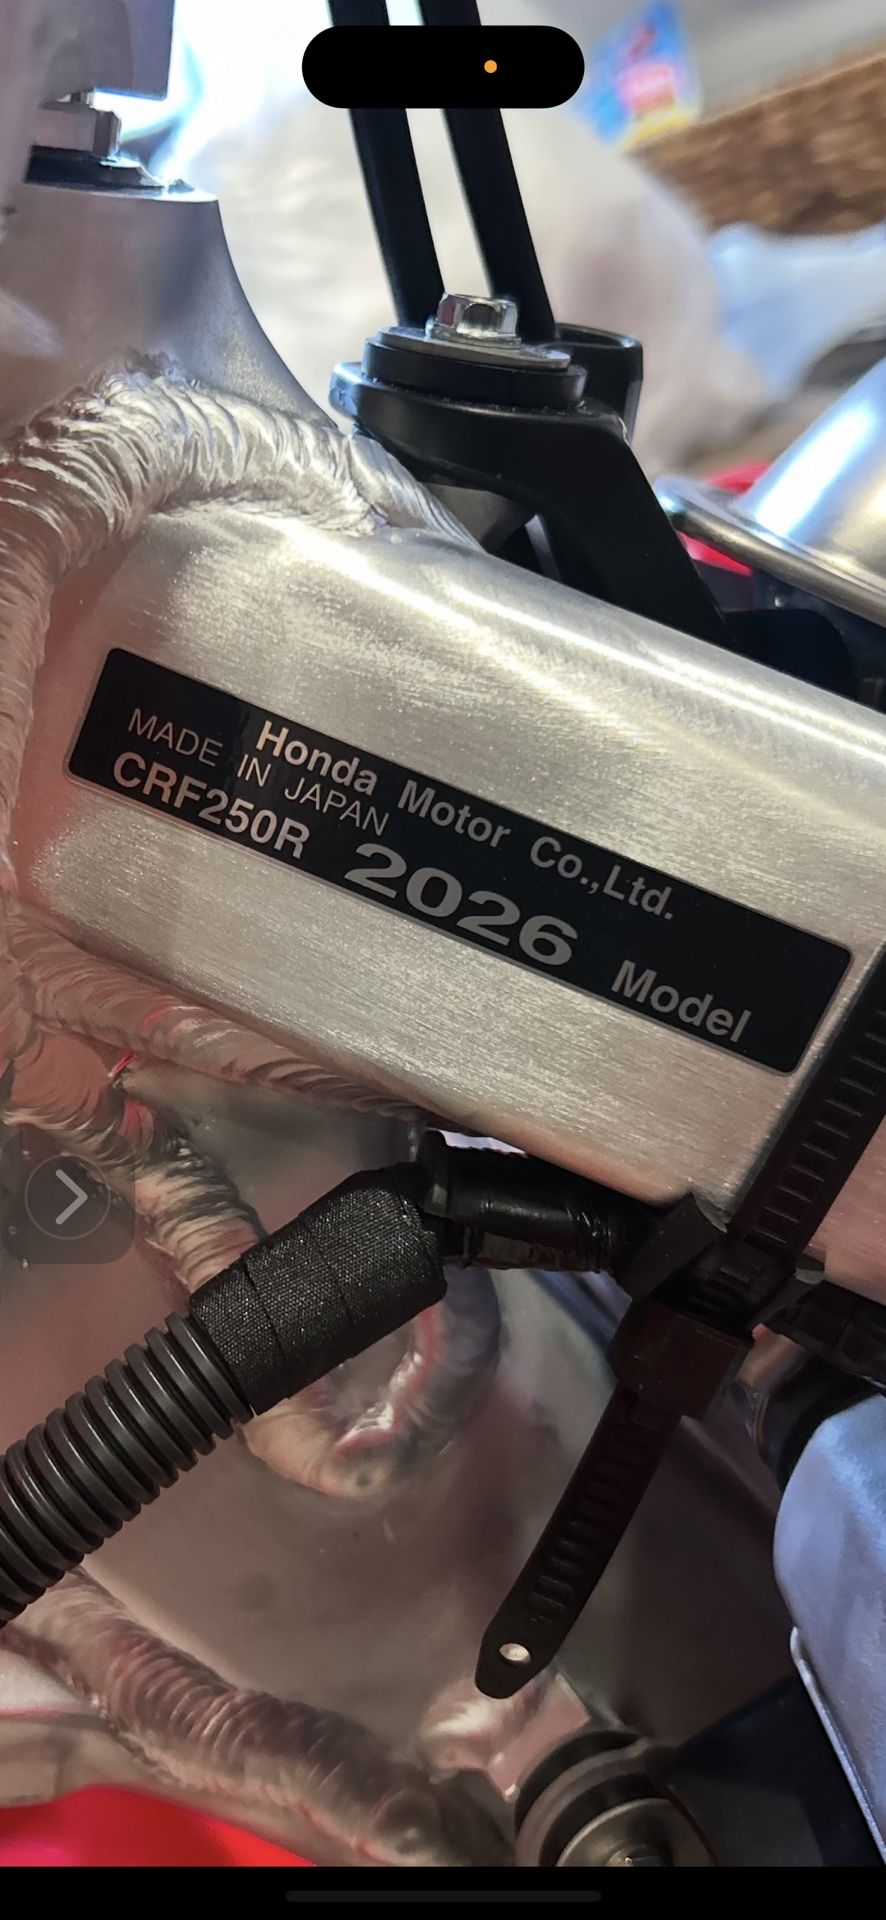 Honda Motor Co.,Ltd.
MADE IN JAPAN
CRF250R 2026 Model